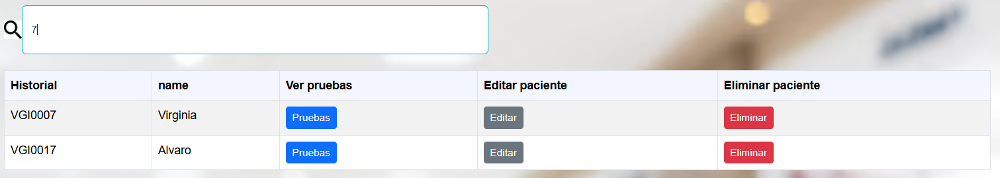 7
Historial name Ver pruebas Editar paciente Eliminar paciente
VGI0007 Virginia Pruebas Editar Eliminar
VGI0017 Alvaro Pruebas Editar Eliminar